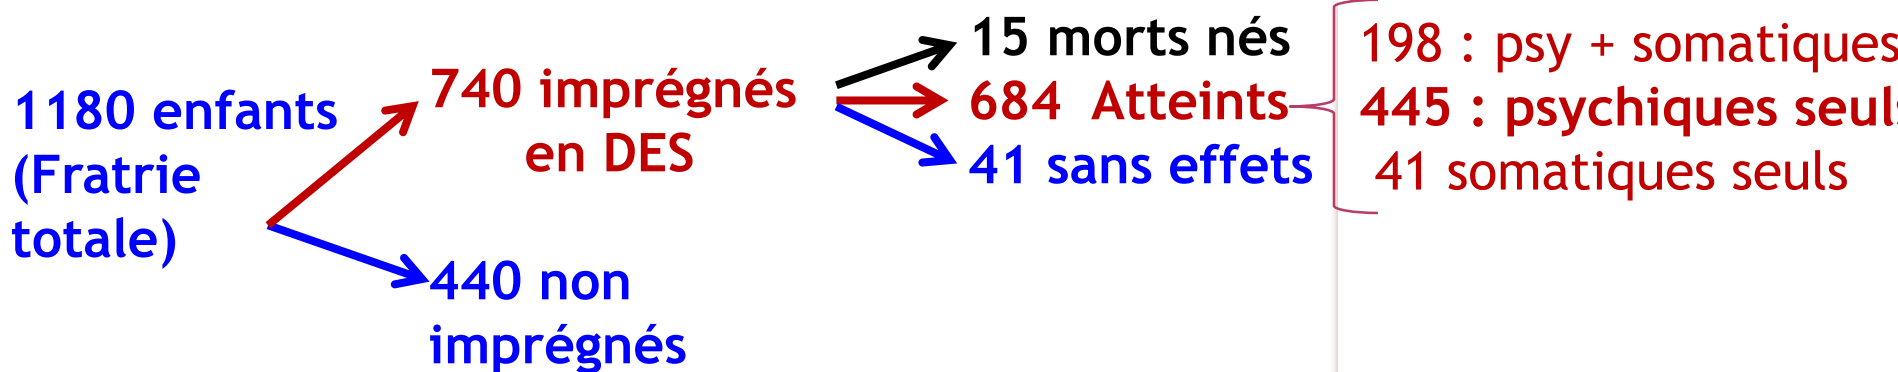 1180 enfants
(Fratrie
totale)
740 imprégnés
en DES
440 non
imprégnés
15 morts nés
684 Atteints
41 sans effets
198 : psy + somatiques
445 : psychiques seuls
41 somatiques seuls